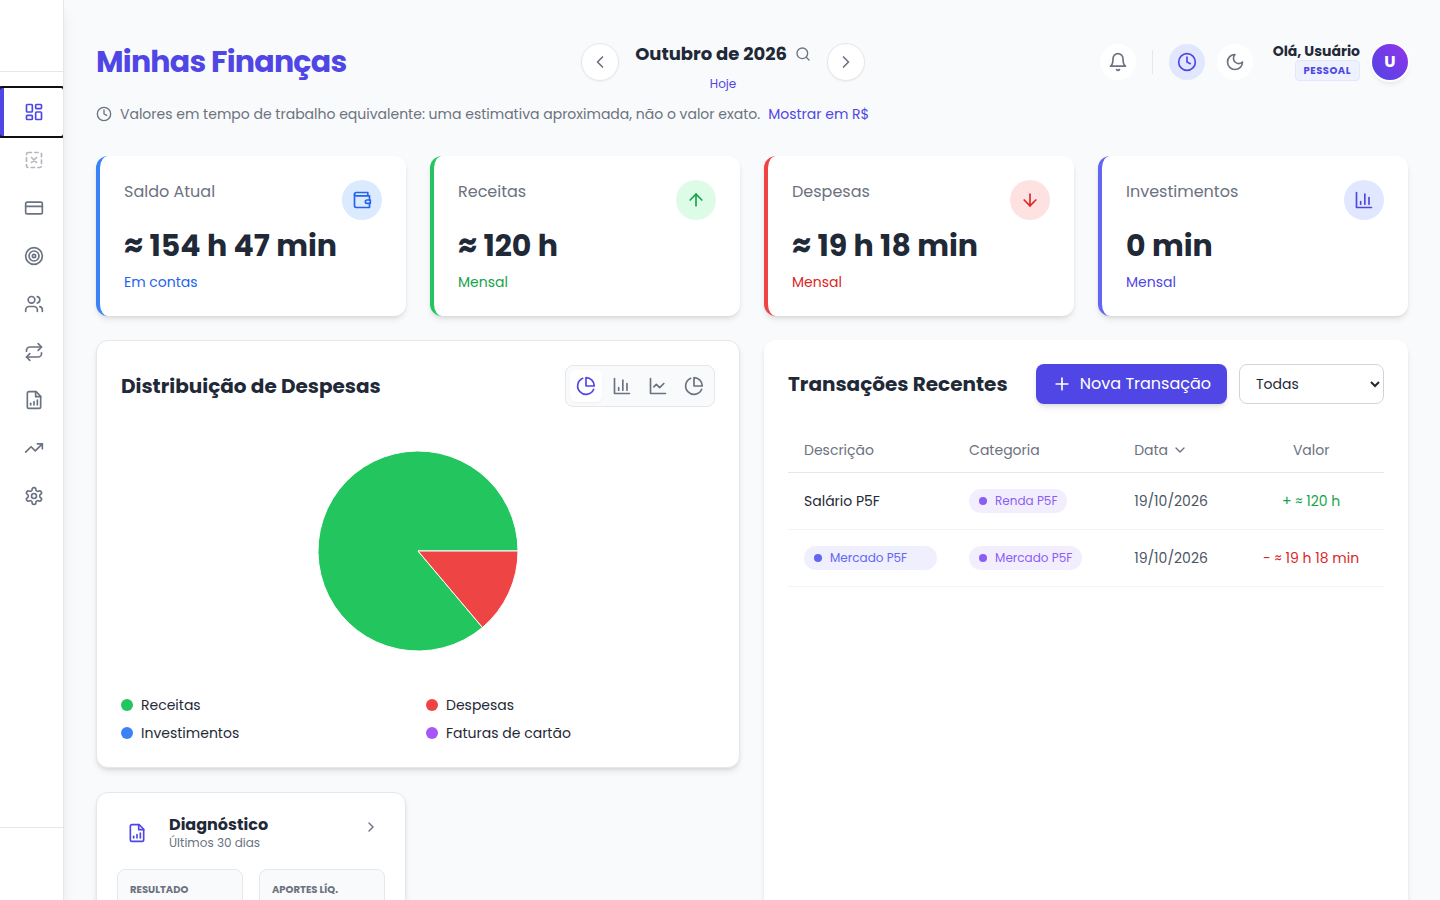 Minhas Finanças
Outubro de 2026
Hoje
Olá, Usuário
PESSOAL
U
Valores em tempo de trabalho equivalente: uma estimativa aproximada, não o valor exato. Mostrar em R$
Saldo Atual
≈ 154 h 47 min
Em contas
Receitas
≈ 120 h
Mensal
Despesas
≈ 19 h 18 min
Mensal
Investimentos
0 min
Mensal
Distribuição de Despesas
Receitas
Despesas
Investimentos
Faturas de cartão
Transações Recentes
Nova Transação
Todas
Descrição Categoria Data Valor
Salário P5F Renda P5F 19/10/2026 + ≈ 120 h
Mercado P5F Mercado P5F 19/10/2026 − ≈ 19 h 18 min
Diagnóstico
Últimos 30 dias
RESULTADO
APORTES LÍQ.